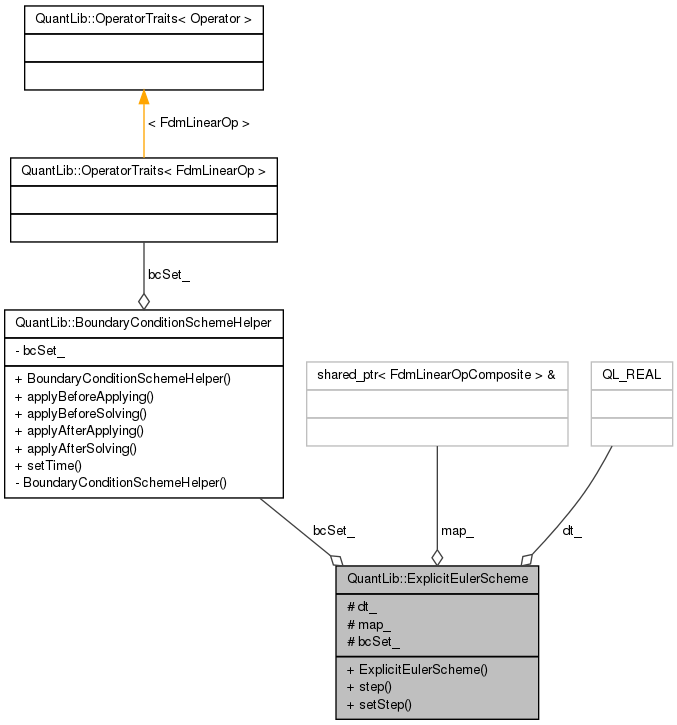 QuantLib::OperatorTraits< Operator >
< FdmLinearOp >
QuantLib::OperatorTraits< FdmLinearOp >
bcSet_
QuantLib::BoundaryConditionSchemeHelper
- bcSet_
+ BoundaryConditionSchemeHelper()
+ applyBeforeApplying()
+ applyBeforeSolving()
+ applyAfterApplying()
+ applyAfterSolving()
+ setTime()
- BoundaryConditionSchemeHelper()
shared_ptr< FdmLinearOpComposite > &
QL_REAL
bcSet_
map_
dt_
QuantLib::ExplicitEulerScheme
# dt_
# map_
# bcSet_
+ ExplicitEulerScheme()
+ step()
+ setStep()